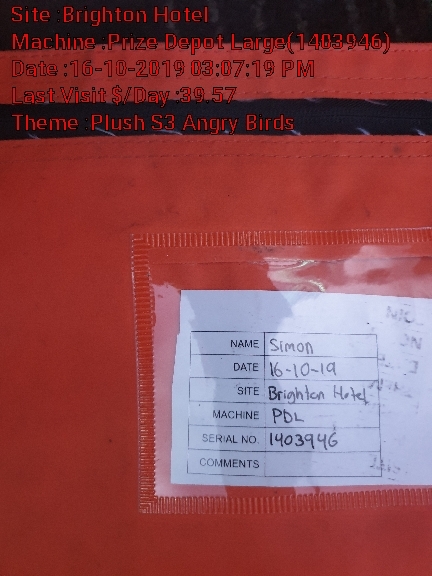 Site :Brighton Hotel
Machine :Prize Depot Large(1403946)
Date :16-10-2019 03:07:19 PM
Last Visit $/Day :39.57
Theme :Plush S3 Angry Birds
NAME Simon
DATE 16-10-19
SITE Brighton Hotel
MACHINE PDL
SERIAL NO. 1403946
COMMENTS